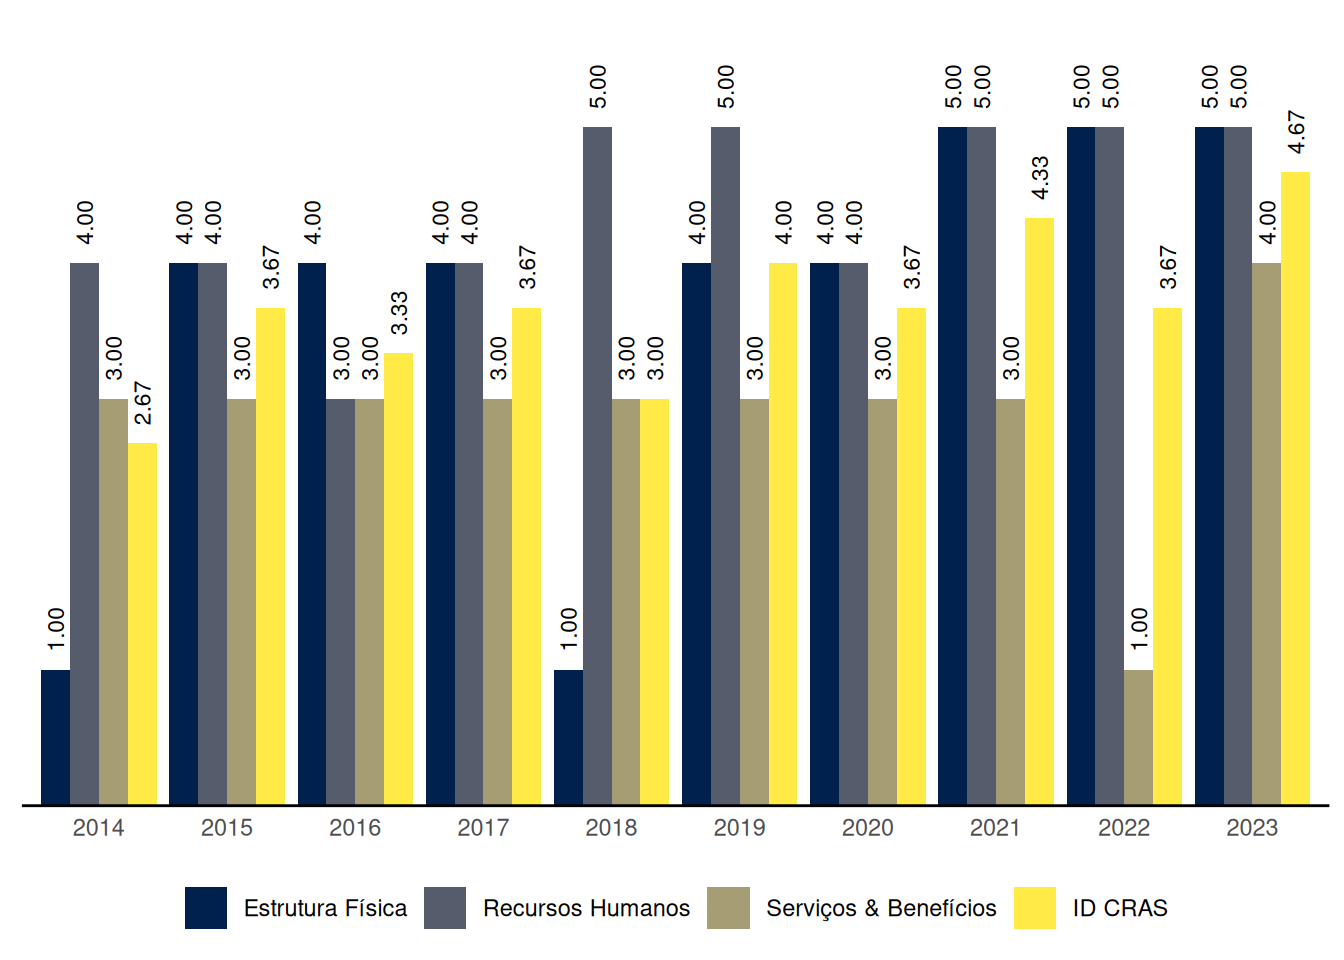 1.00 4.00 3.00 2.67
4.00 4.00 3.00 3.67
4.00 3.00 3.00 3.33
4.00 4.00 3.00 3.67
1.00 5.00 3.00 3.00
4.00 5.00 3.00 4.00
4.00 4.00 3.00 3.67
5.00 5.00 3.00 4.33
5.00 5.00 1.00 3.67
5.00 5.00 4.00 4.67
2014 2015 2016 2017 2018 2019 2020 2021 2022 2023
Estrutura Física Recursos Humanos Serviços & Benefícios ID CRAS